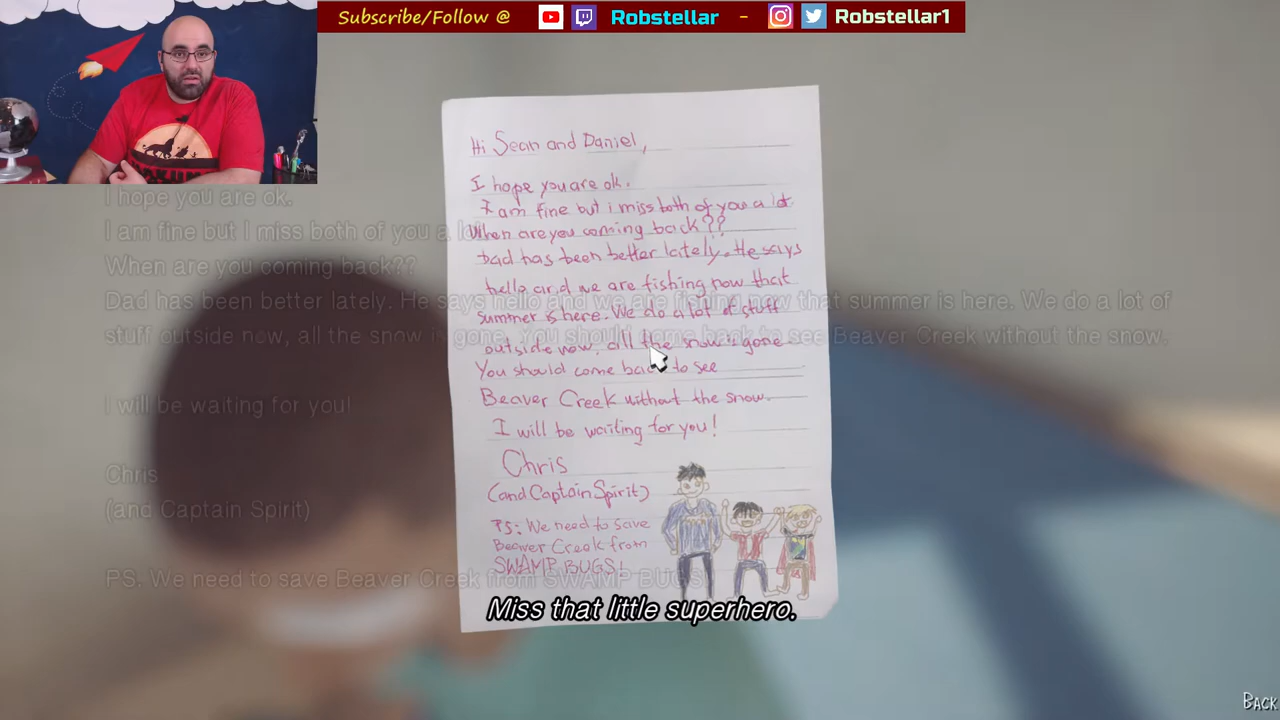 Subscribe/Follow @ Robstellar - Robstellar1
Hi Sean and Daniel,
I hope you are ok.
I am fine but i miss both of you a lot
When are you coming back??
Dad has been better lately. He says
hello and we are fishing now that
summer is here. We do a lot of stuff
outside now, all the snow is gone
You should come back to see
Beaver Creek without the snow.
I will be waiting for you!
Chris
(and Captain Spirit)
PS: We need to save
Beaver Creek from
SWAMP BUGS!
I hope you are ok.
I am fine but I miss both of you a lot
When are you coming back??
Dad has been better lately. He says hello and we are fishing now that summer is here. We do a lot of
stuff outside now, all the snow is gone. You should come back to see Beaver Creek without the snow.
I will be waiting for you!
Chris
(and Captain Spirit)
PS. We need to save Beaver Creek from SWAMP BUGS!
Miss that little superhero.
BACK